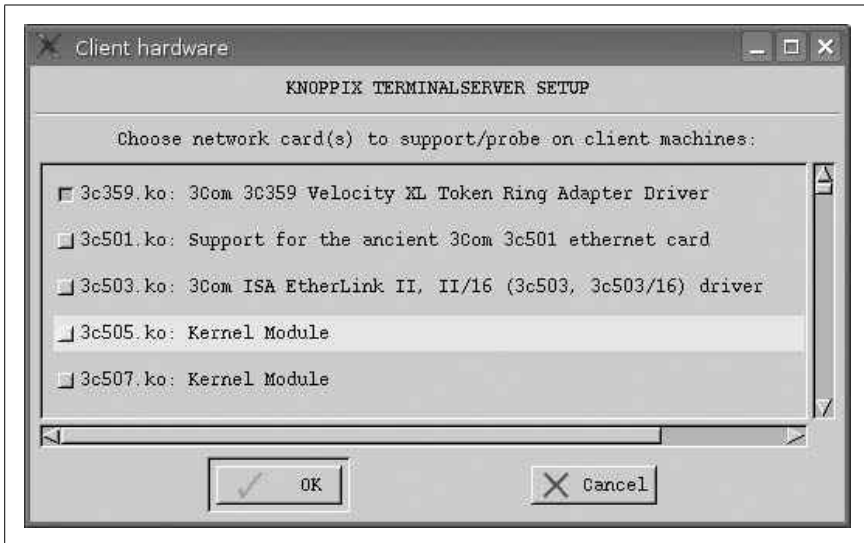 Client hardware
KNOPPIX TERMINALSERVER SETUP
Choose network card(s) to support/probe on client machines:
3c359.ko: 3Com 3C359 Velocity XL Token Ring Adapter Driver
3c501.ko: Support for the ancient 3Com 3c501 ethernet card
3c503.ko: 3Com ISA EtherLink II, II/16 (3c503, 3c503/16) driver
3c505.ko: Kernel Module
3c507.ko: Kernel Module
OK
Cancel